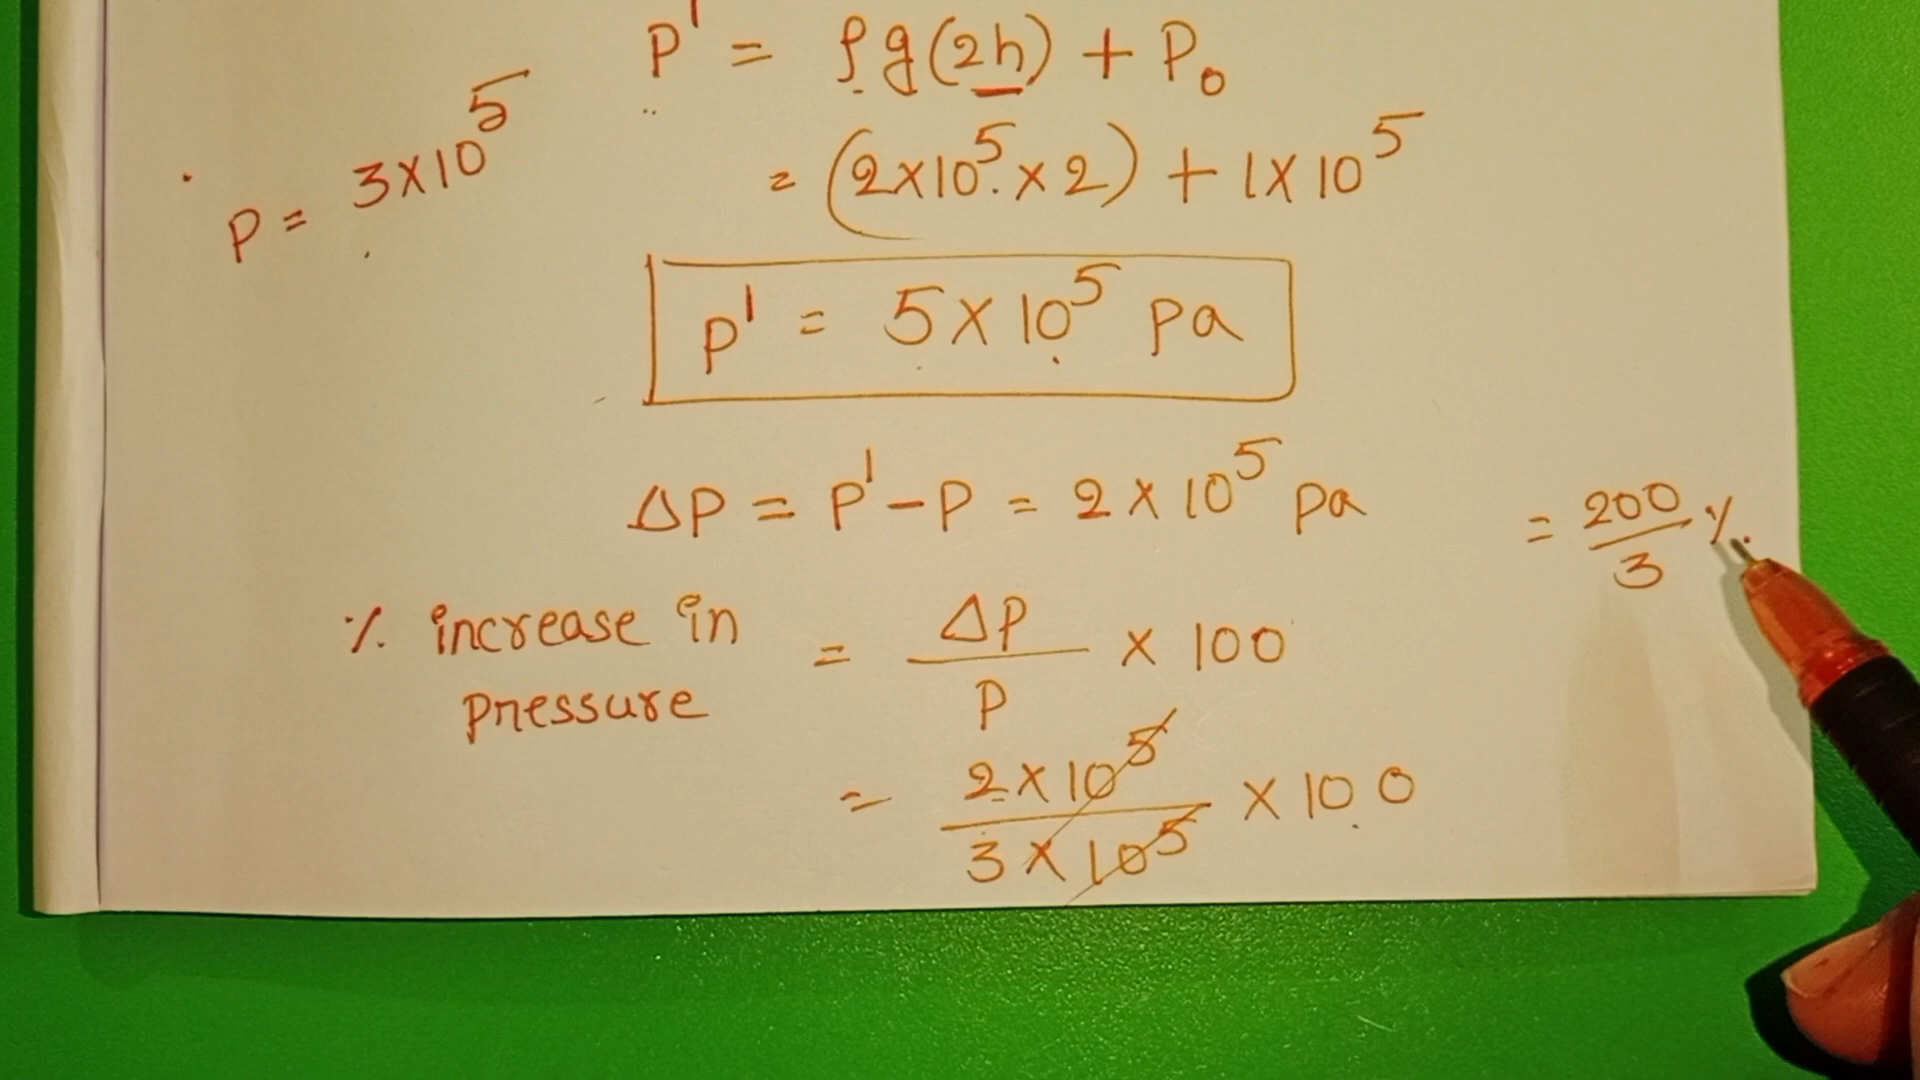 P' = ρg(2h) + P₀
P = 3×10⁵
= (2×10⁵×2) + 1×10⁵
P' = 5×10⁵ pa
ΔP = P' - P = 2×10⁵ pa
= 200/3 %
% increase in pressure = ΔP/P × 100
= 2×10⁵/3×10⁵ × 100